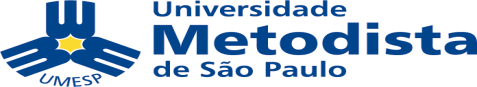 UMESP
Universidade
Metodista
de São Paulo